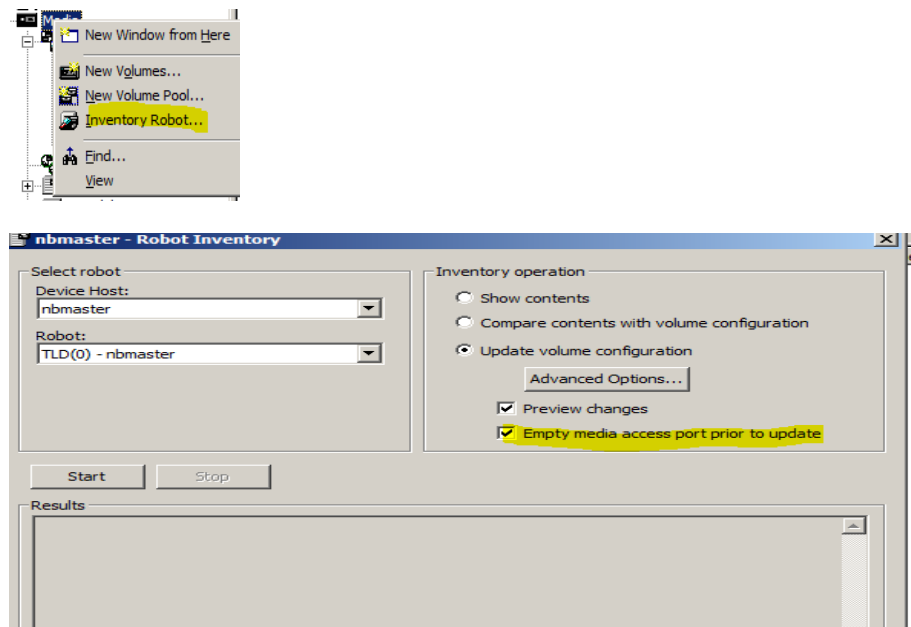 Media
New Window from Here
New Volumes...
New Volume Pool...
Inventory Robot...
Find...
View
nbmaster - Robot Inventory
Select robot
Device Host:
nbmaster
Robot:
TLD(0) - nbmaster
Inventory operation
Show contents
Compare contents with volume configuration
Update volume configuration
Advanced Options...
Preview changes
Empty media access port prior to update
Start
Stop
Results